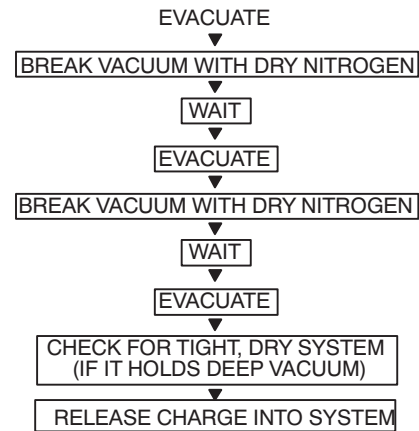 EVACUATE
BREAK VACUUM WITH DRY NITROGEN
WAIT
EVACUATE
BREAK VACUUM WITH DRY NITROGEN
WAIT
EVACUATE
CHECK FOR TIGHT, DRY SYSTEM
(IF IT HOLDS DEEP VACUUM)
RELEASE CHARGE INTO SYSTEM